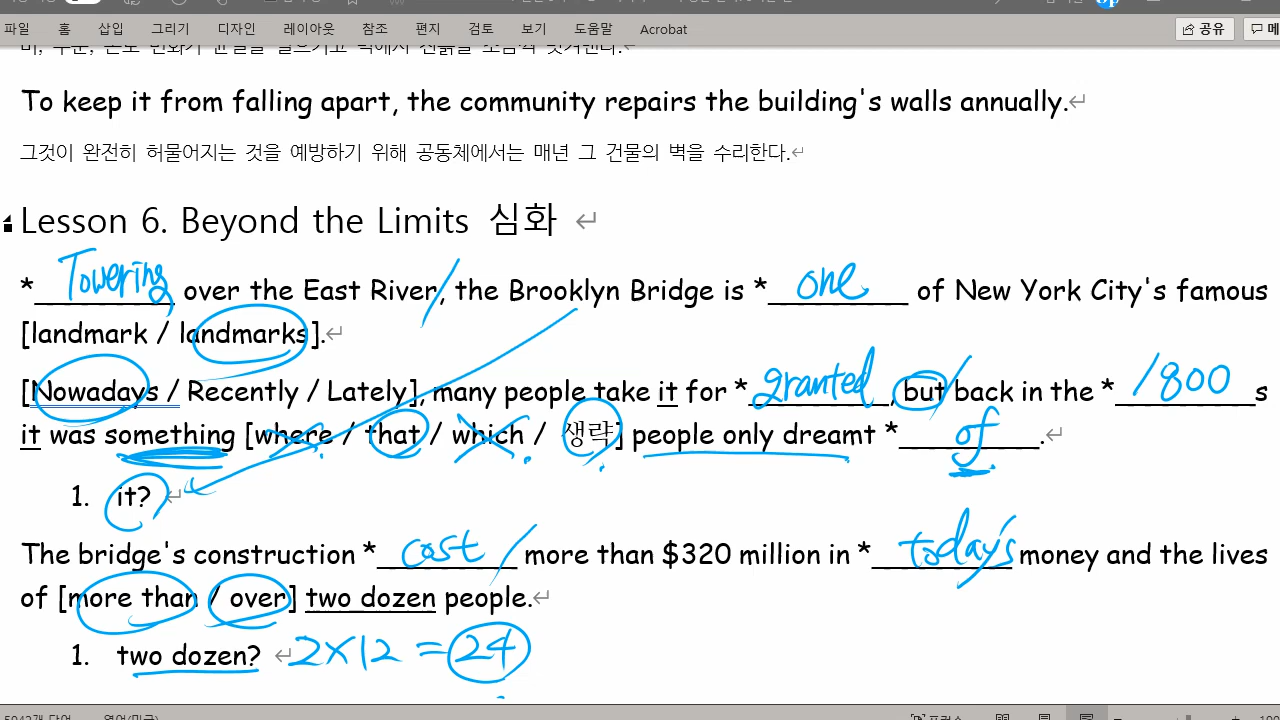 파일 홈 삽입 그리기 디자인 레이아웃 참조 편지 검토 보기 도움말 Acrobat 공유 메
To keep it from falling apart, the community repairs the building's walls annually.
그것이 완전히 허물어지는 것을 예방하기 위해 공동체에서는 매년 그 건물의 벽을 수리한다.
Lesson 6. Beyond the Limits 심화
*Towering over the East River, the Brooklyn Bridge is *one of New York City's famous
[landmark / landmarks].
[Nowadays / Recently / Lately], many people take it for *granted, but back in the *1800s
it was something [where / that / which / 생략] people only dreamt *of.
1. it?
The bridge's construction *cost more than $320 million in *today's money and the lives
of [more than / over] two dozen people.
1. two dozen? 2×12 = 24